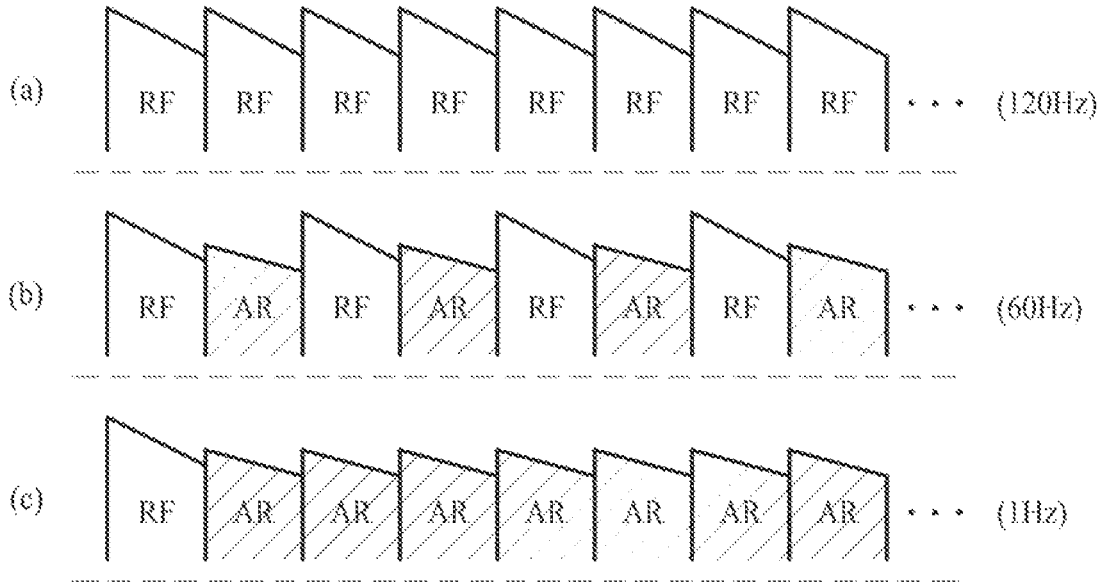 (a) RF RF RF RF RF RF RF RF • • • (120Hz)
(b) RF AR RF AR RF AR RF AR • • • (60Hz)
(c) RF AR AR AR AR AR AR AR • • • (1Hz)